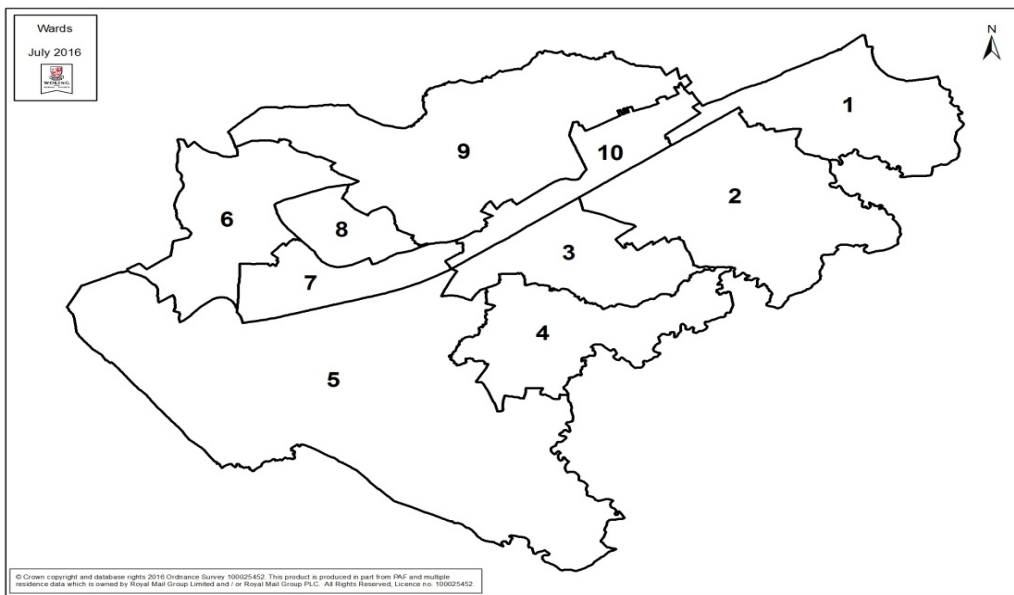 Wards
July 2016
WOKING
N
1
2
9
10
6
8
3
7
4
5
© Crown copyright and database rights 2016 Ordnance Survey 100025452. This product is produced in part from PAF and multiple
residence data which is owned by Royal Mail Group Limited and / or Royal Mail Group PLC. All Rights Reserved, Licence no. 100025452.